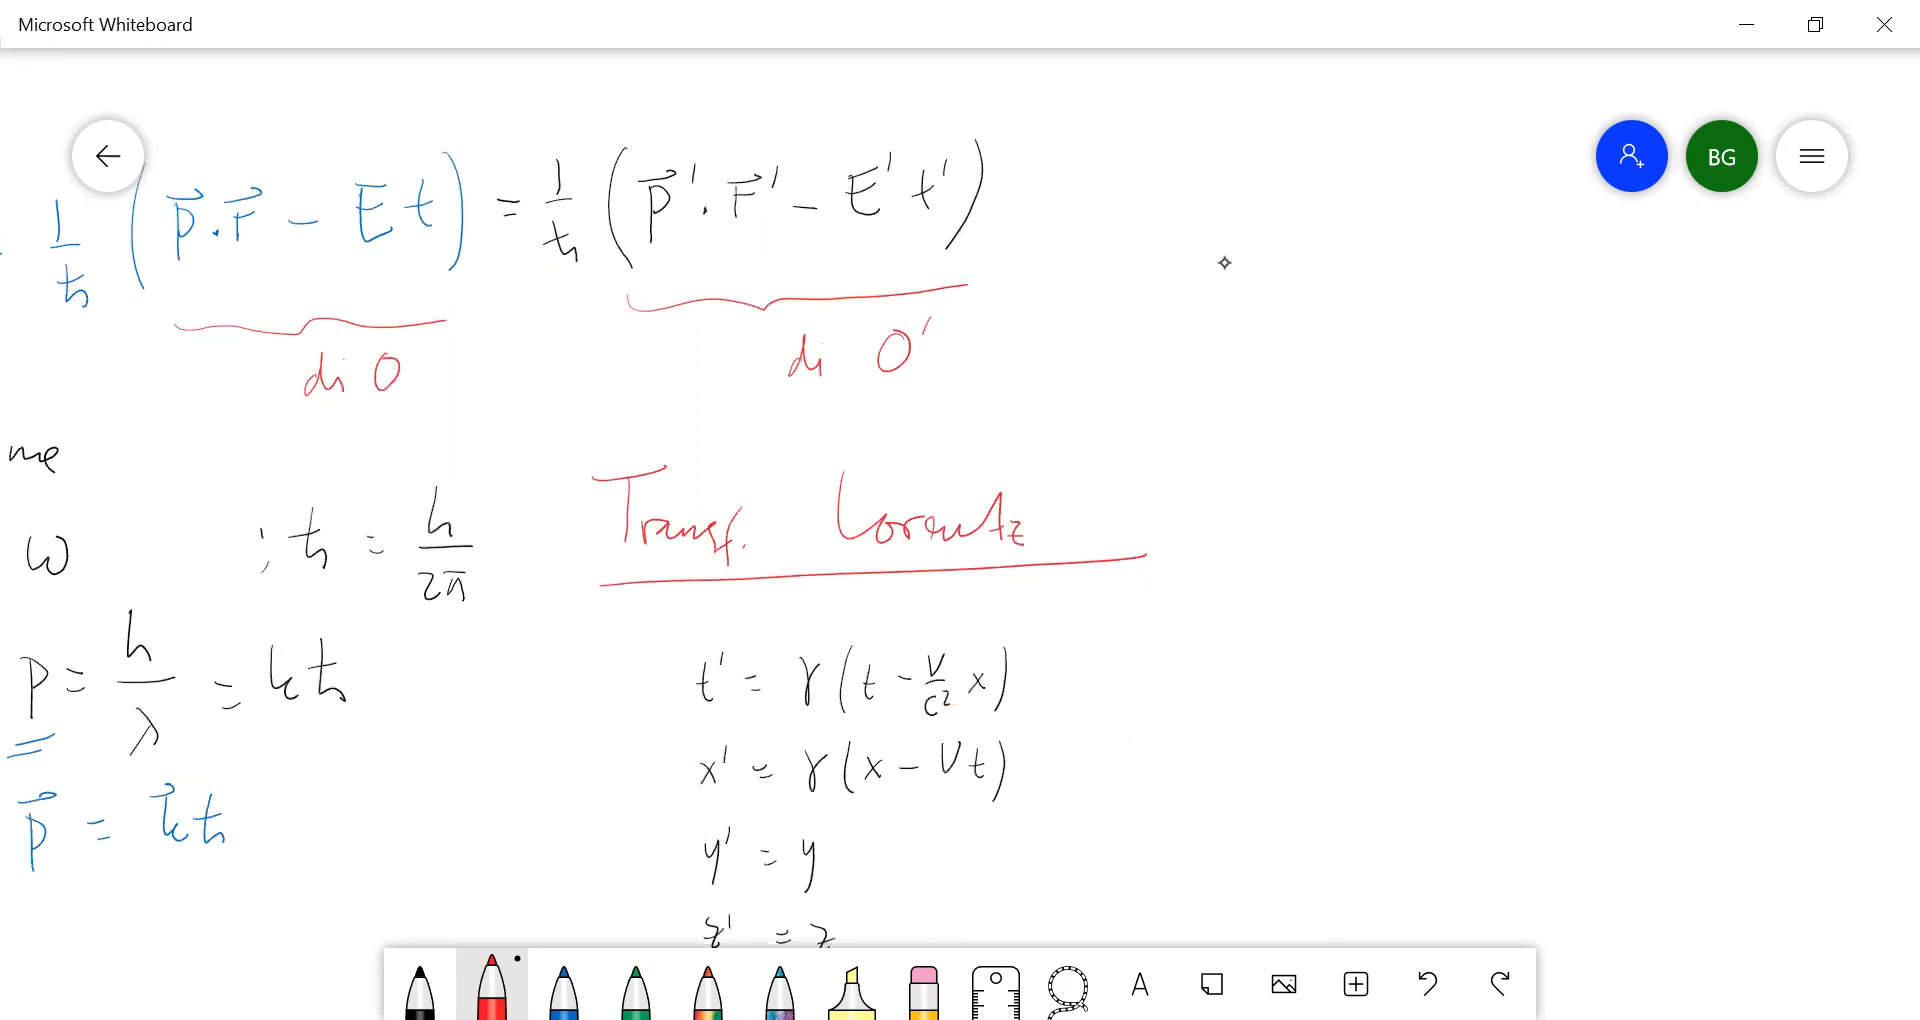 Microsoft Whiteboard
BG
1/ħ (p⃗.r⃗ − Et) = 1/ħ (p⃗'.r⃗' − E't')
di O
di O'
me
ω ; ħ = h/2π
Transf. Lorentz
p = h/λ = kħ
t' = γ(t − V/c² x)
x' = γ(x − Vt)
p⃗ = k⃗ħ
y' = y
z' = z
A